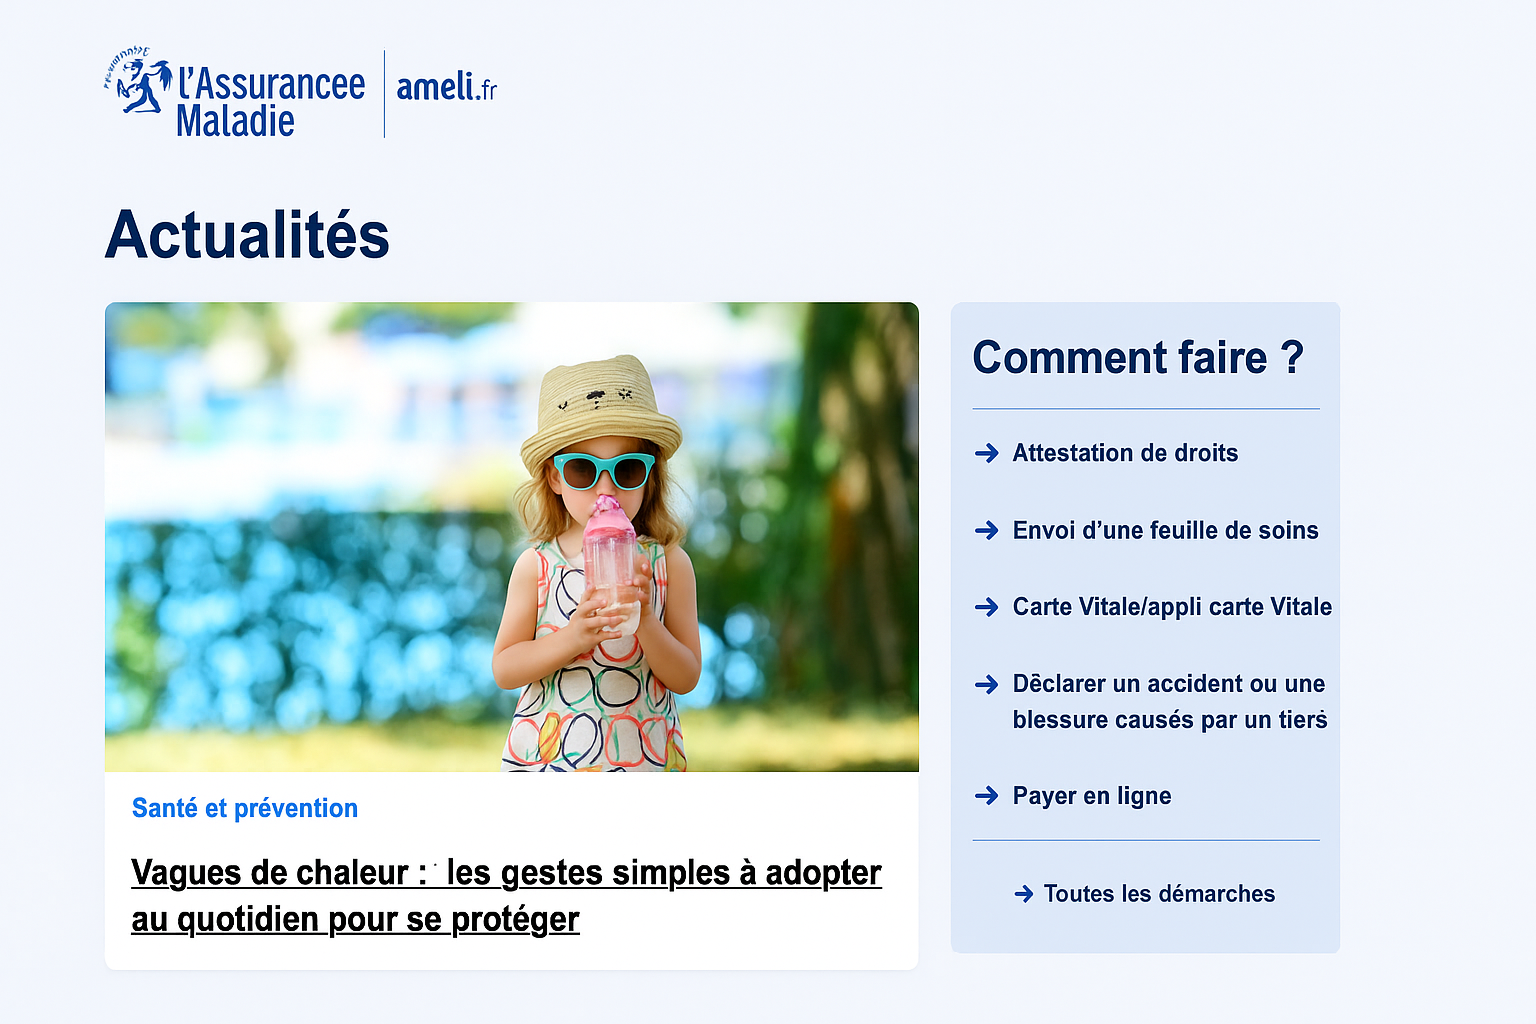 l'Assurancee
Maladie
ameli.fr
Actualités
Santé et prévention
Vagues de chaleur : les gestes simples à adopter
au quotidien pour se protéger
Comment faire ?
Attestation de droits
Envoi d’une feuille de soins
Carte Vitale/appli carte Vitale
Dêclarer un accident ou une
blessure causés par un tiers
Payer en ligne
Toutes les démarches